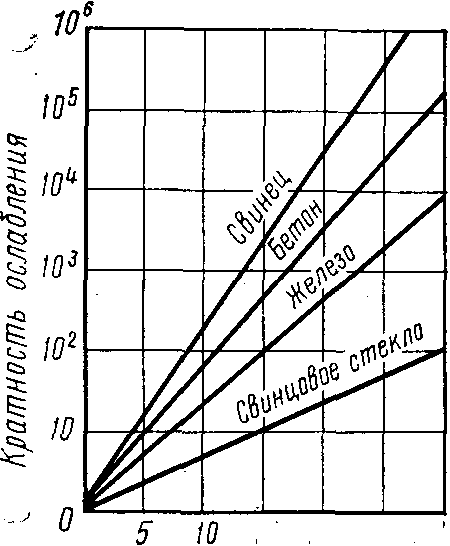 10⁶
10⁵
10⁴
10³
10²
10
0
Кратность ослабления
Свинец
Бетон
Железо
Свинцовое стекло
5 10